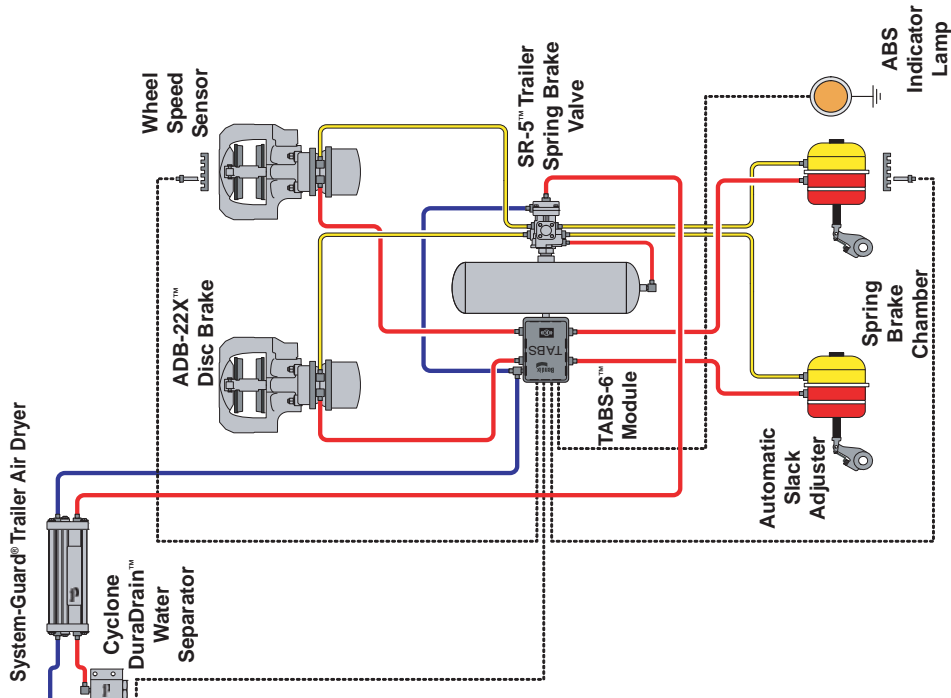 System-Guard® Trailer Air Dryer
Cyclone
DuraDrain™
Water
Separator
Wheel
Speed
Sensor
ADB-22X™
Disc Brake
SR-5™ Trailer
Spring Brake
Valve
TABS
Bendix
TABS-6™
Module
ABS
Indicator
Lamp
Spring
Brake
Chamber
Automatic
Slack
Adjuster